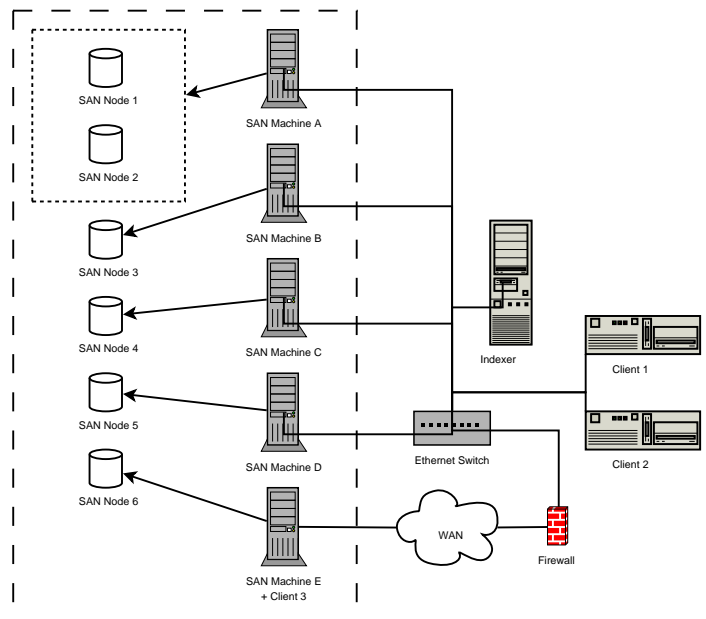 SAN Node 1
SAN Machine A
SAN Node 2
SAN Machine B
SAN Node 3
SAN Node 4
SAN Machine C
Indexer
Client 1
SAN Node 5
SAN Machine D
Ethernet Switch
Client 2
SAN Node 6
WAN
Firewall
SAN Machine E
+ Client 3